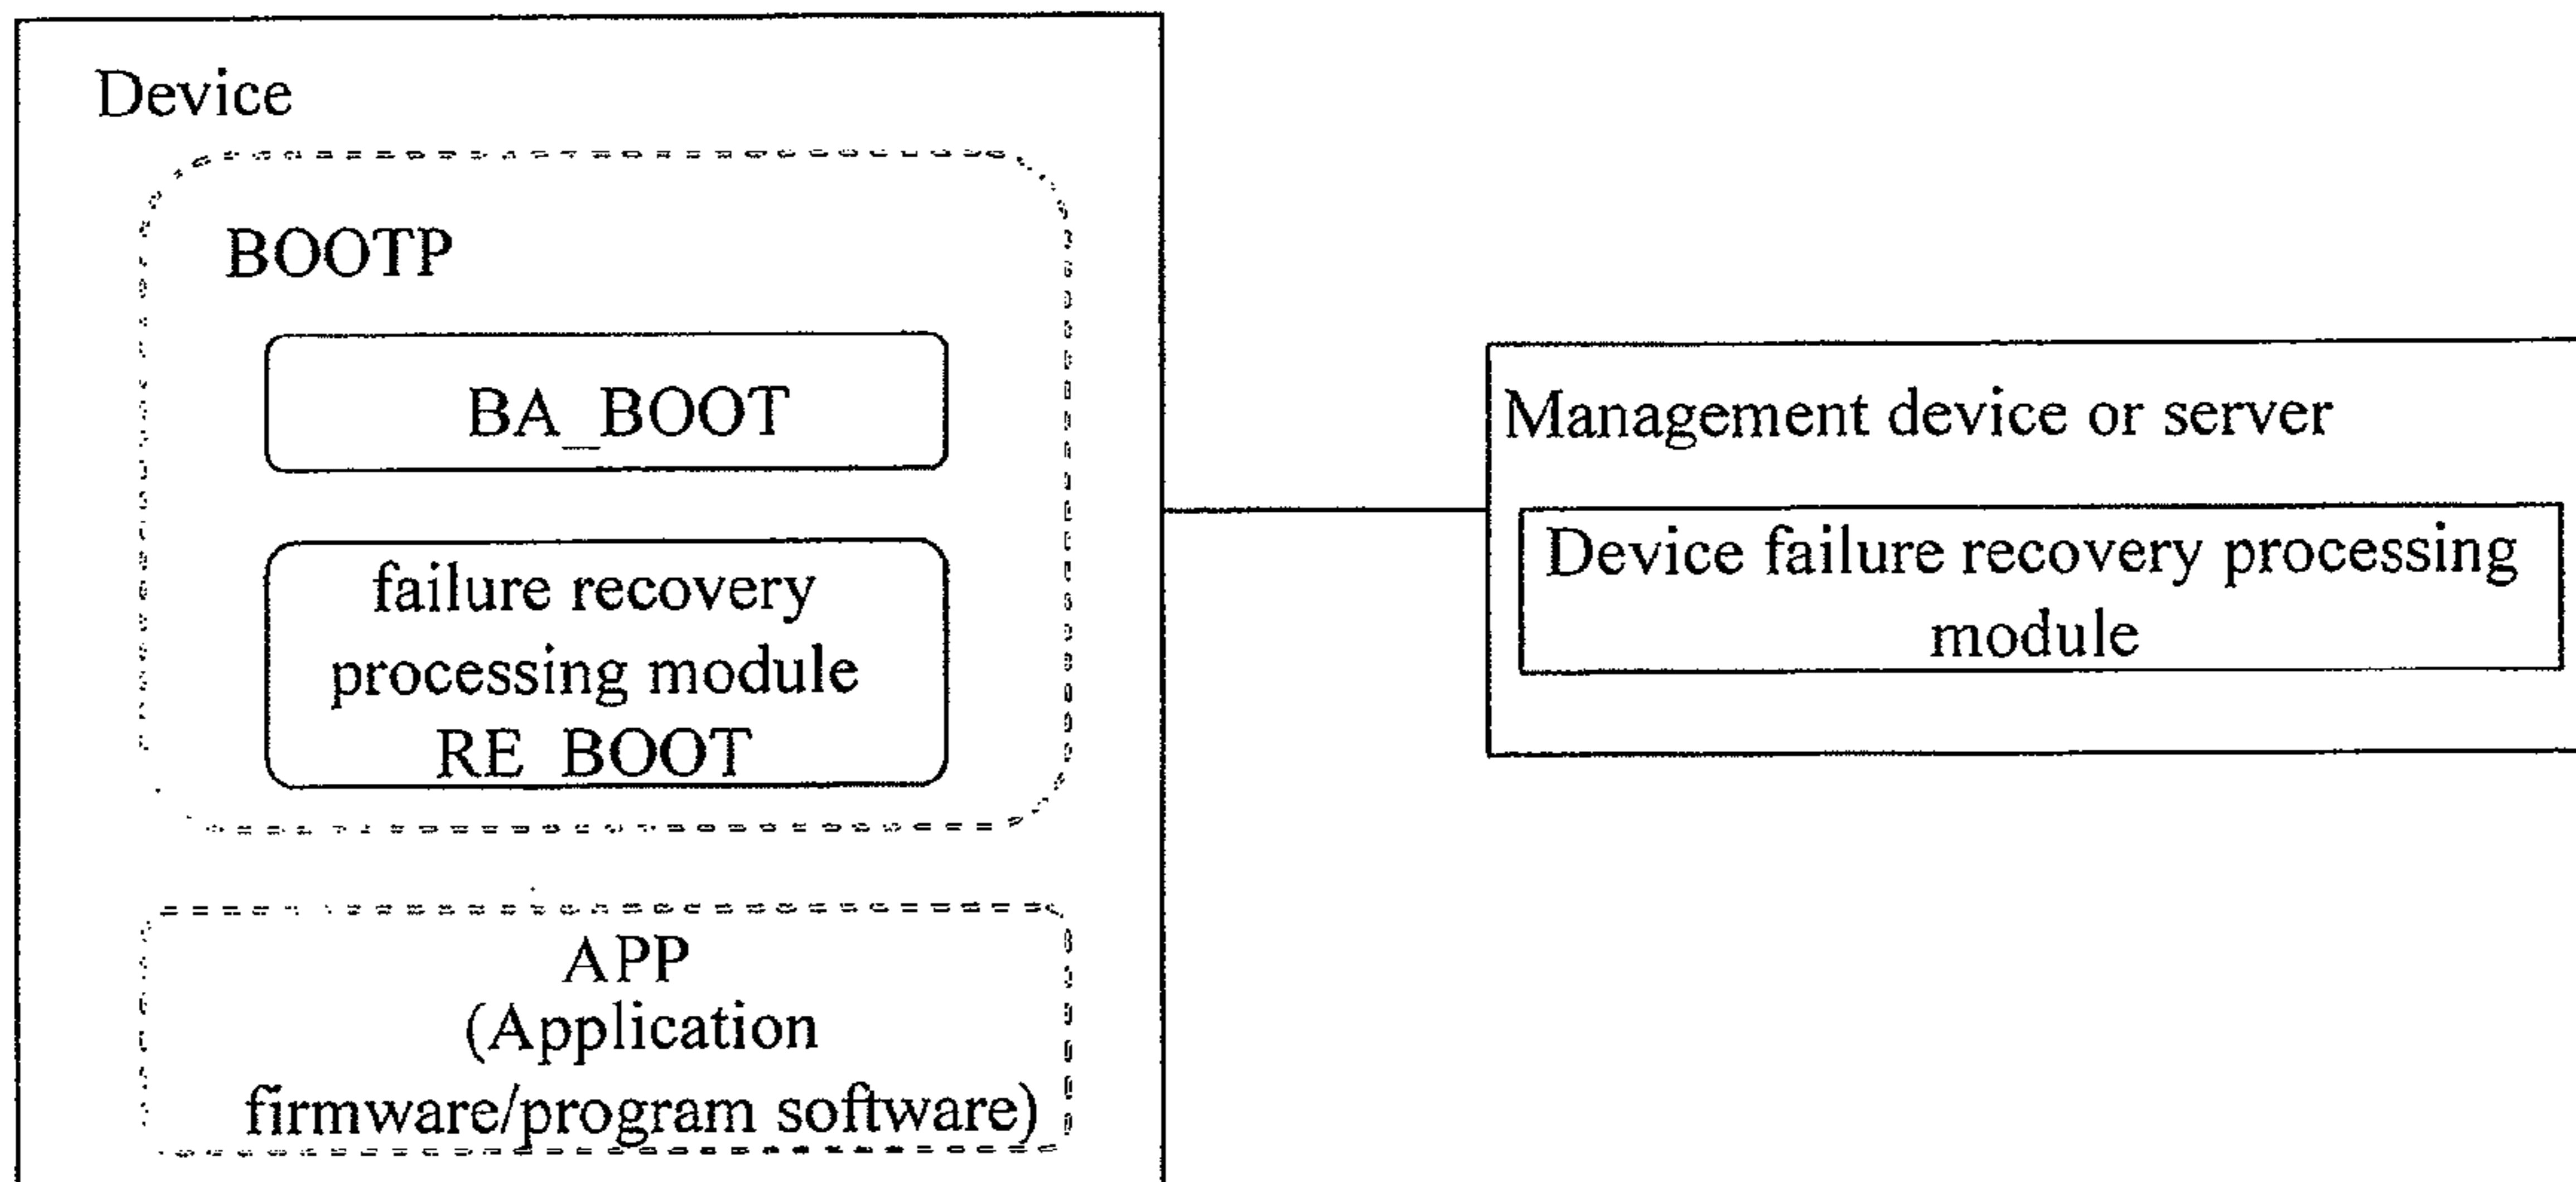 Device
BOOTP
BA_BOOT
failure recovery
processing module
RE_BOOT
APP
(Application
firmware/program software)
Management device or server
Device failure recovery processing
module